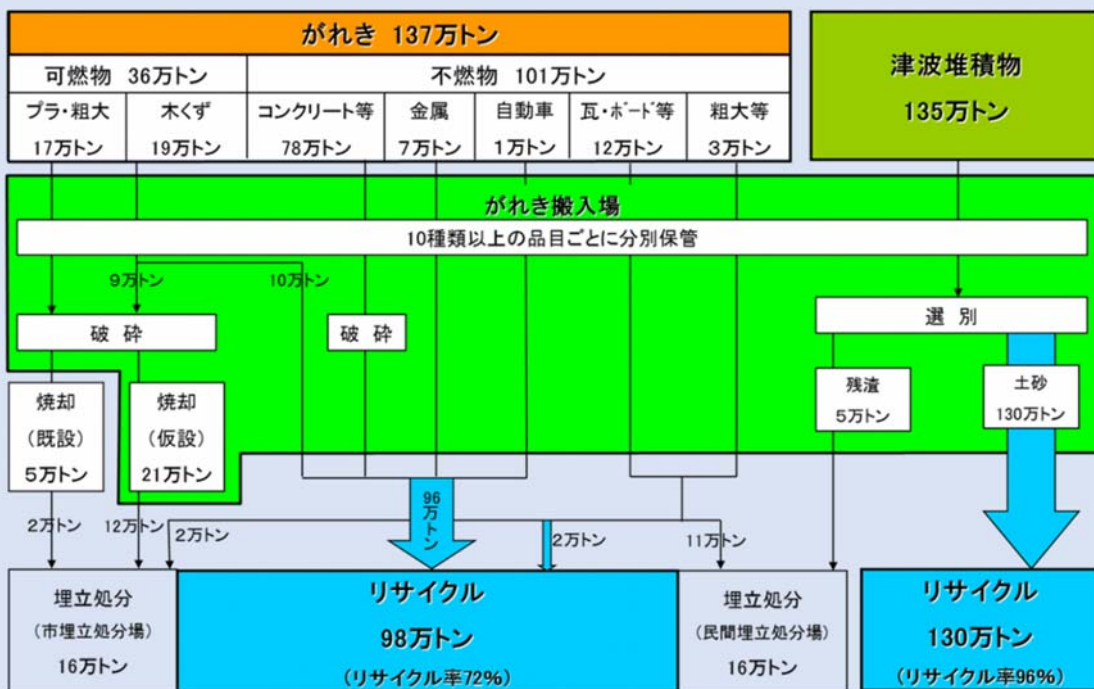 がれき 137万トン
可燃物 36万トン
不燃物 101万トン
プラ・粗大
17万トン
木くず
19万トン
コンクリート等
78万トン
金属
7万トン
自動車
1万トン
瓦・ボード等
12万トン
粗大等
3万トン
津波堆積物
135万トン
がれき搬入場
10種類以上の品目ごとに分別保管
9万トン
10万トン
破 砕
破 砕
選 別
焼却
(既設)
5万トン
焼却
(仮設)
21万トン
残渣
5万トン
土砂
130万トン
2万トン
12万トン
2万トン
96万トン
2万トン
11万トン
埋立処分
(市埋立処分場)
16万トン
リサイクル
98万トン
(リサイクル率72%)
埋立処分
(民間埋立処分場)
16万トン
リサイクル
130万トン
(リサイクル率96%)